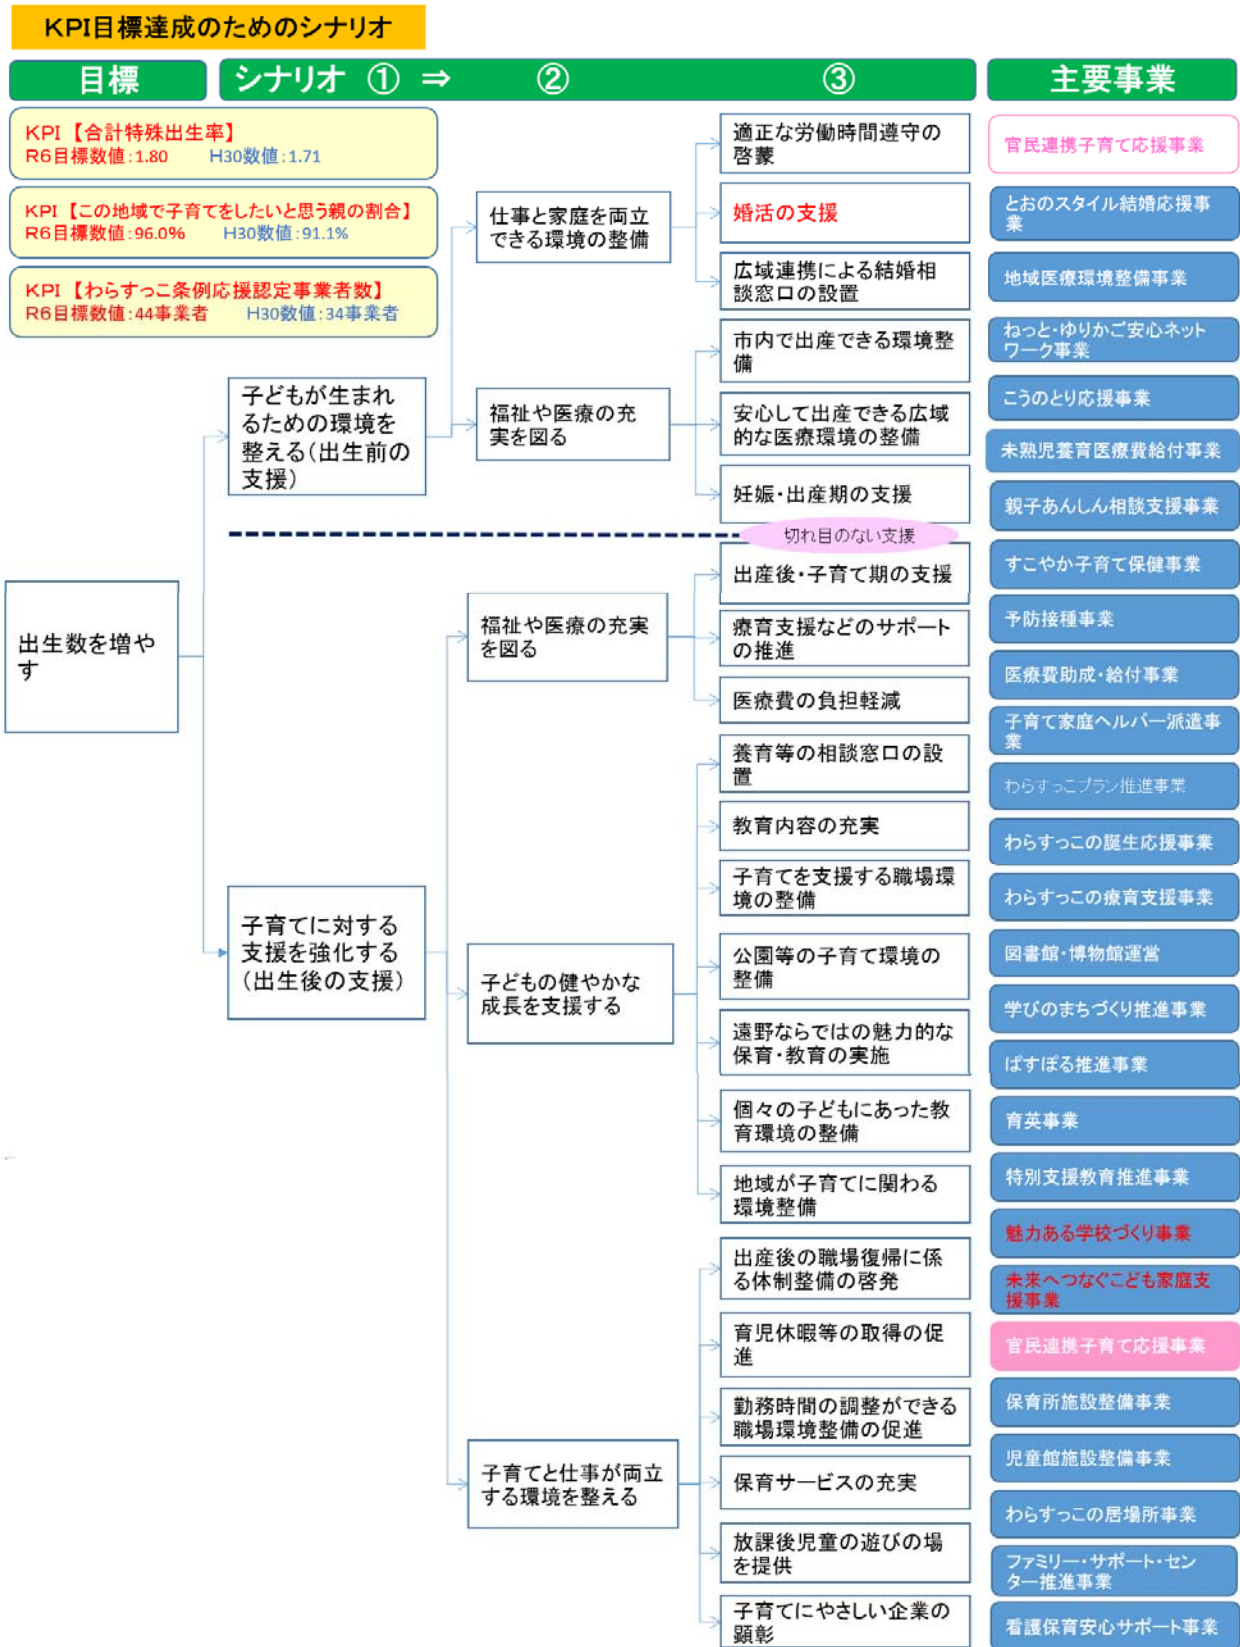 KPI目標達成のためのシナリオ
目標
シナリオ ① ⇒ ② ③
主要事業
KPI【合計特殊出生率】
R6目標数値:1.80 H30数値:1.71
KPI【この地域で子育てをしたいと思う親の割合】
R6目標数値:96.0% H30数値:91.1%
KPI【わらすっこ条例応援認定事業者数】
R6目標数値:44事業者 H30数値:34事業者
出生数を増や
す
子どもが生まれ
るための環境を
整える(出生前の
支援)
子育てに対する
支援を強化する
(出生後の支援)
仕事と家庭を両立
できる環境の整備
福祉や医療の充
実を図る
福祉や医療の充実
を図る
子どもの健やかな
成長を支援する
子育てと仕事が両立
する環境を整える
適正な労働時間遵守の
啓蒙
婚活の支援
広域連携による結婚相
談窓口の設置
市内で出産できる環境整
備
安心して出産できる広域
的な医療環境の整備
妊娠・出産期の支援
切れ目のない支援
出産後・子育て期の支援
療育支援などのサポート
の推進
医療費の負担軽減
養育等の相談窓口の設
置
教育内容の充実
子育てを支援する職場環
境の整備
公園等の子育て環境の
整備
遠野ならではの魅力的な
保育・教育の実施
個々の子どもにあった教
育環境の整備
地域が子育てに関わる
環境整備
出産後の職場復帰に係
る体制整備の啓発
育児休暇等の取得の促
進
勤務時間の調整ができる
職場環境整備の促進
保育サービスの充実
放課後児童の遊びの場
を提供
子育てにやさしい企業の
顕彰
官民連携子育て応援事業
とおのスタイル結婚応援事
業
地域医療環境整備事業
ねっと・ゆりかご安心ネット
ワーク事業
こうのとり応援事業
未熟児養育医療費給付事業
親子あんしん相談支援事業
すこやか子育て保健事業
予防接種事業
医療費助成・給付事業
子育て家庭ヘルパー派遣事
業
わらすっこプラン推進事業
わらすっこの誕生応援事業
わらすっこの療育支援事業
図書館・博物館運営
学びのまちづくり推進事業
ぱすぽる推進事業
育英事業
特別支援教育推進事業
魅力ある学校づくり事業
未来へつなぐこども家庭支
援事業
官民連携子育て応援事業
保育所施設整備事業
児童館施設整備事業
わらすっこの居場所事業
ファミリー・サポート・セン
ター推進事業
看護保育安心サポート事業